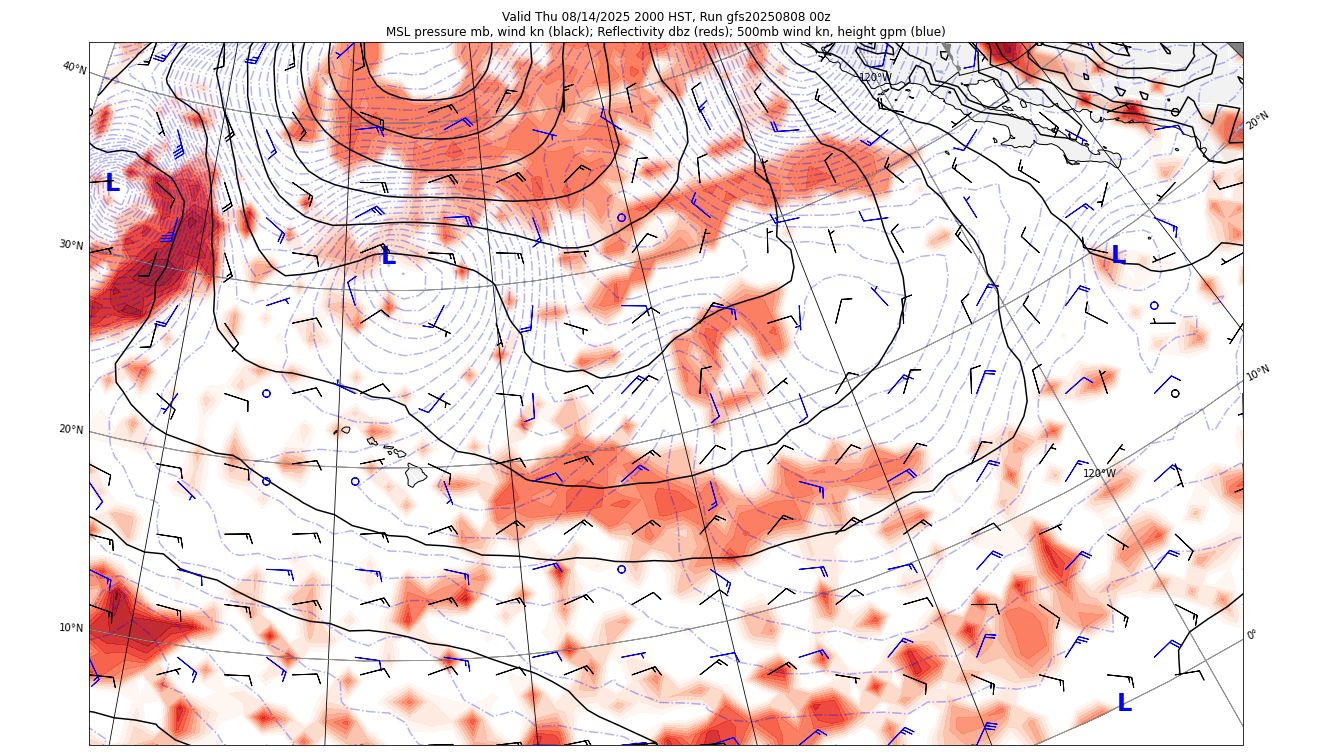 Valid Thu 08/14/2025 2000 HST, Run gfs20250808 00z
MSL pressure mb, wind kn (black); Reflectivity dbz (reds); 500mb wind kn, height gpm (blue)
40°N
120°W
20°N
L
30°N
L
L
10°N
20°N
120°W
10°N
0°
L